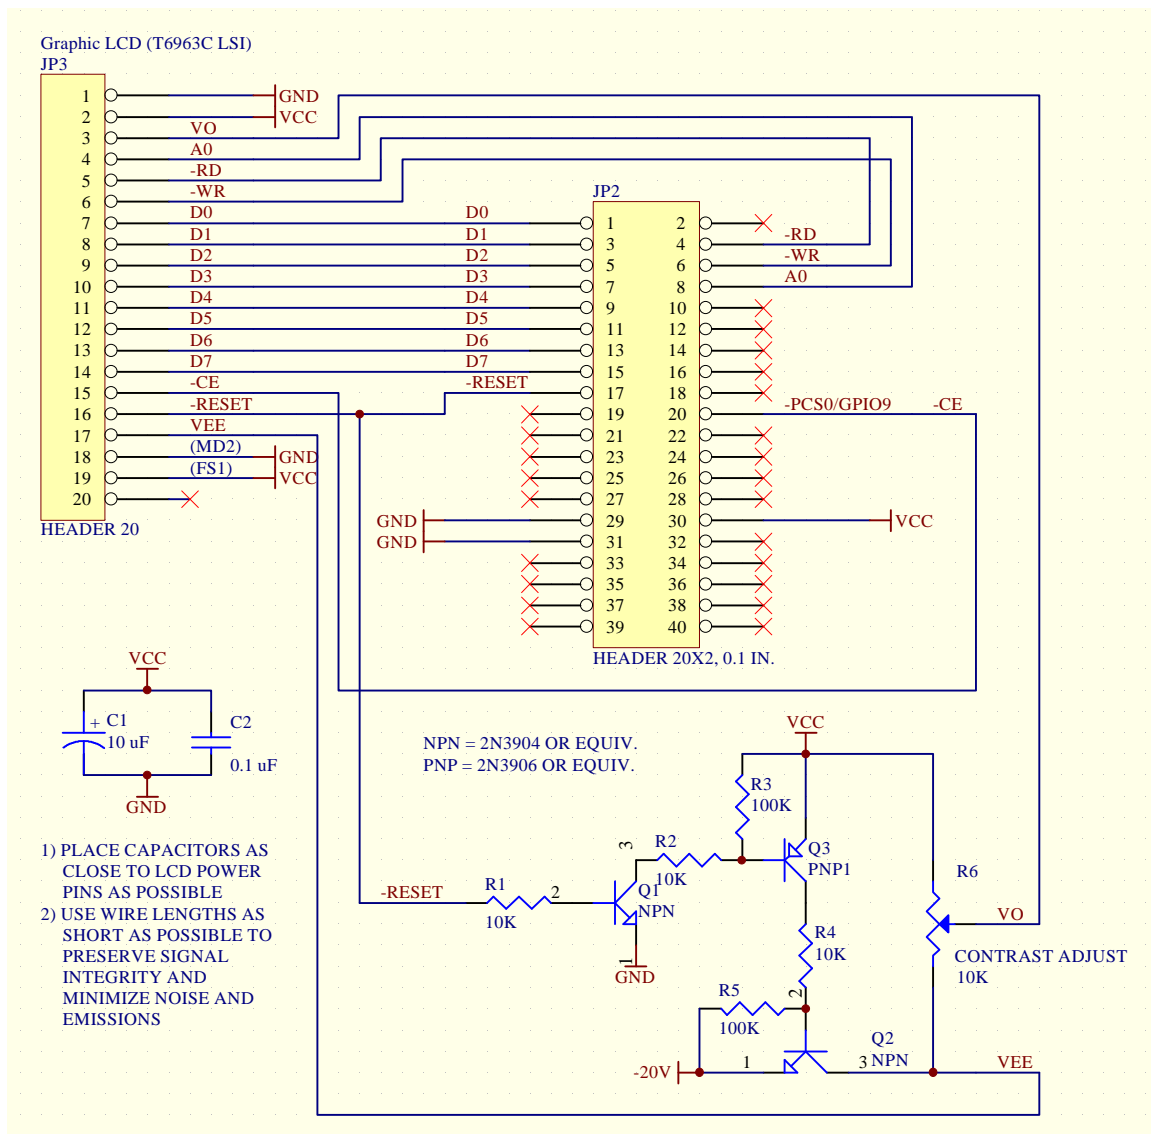 Graphic LCD (T6963C LSI)
JP3
1 GND
2 VCC
3 VO
4 A0
5 -RD
6 -WR
7 D0
8 D1
9 D2
10 D3
11 D4
12 D5
13 D6
14 D7
15 -CE
16 -RESET
17 VEE
18 (MD2) GND
19 (FS1) VCC
20
HEADER 20
JP2
D0 1 2
D1 3 4 -RD
D2 5 6 -WR
D3 7 8 A0
D4 9 10
D5 11 12
D6 13 14
D7 15 16
-RESET 17 18
19 20 -PCS0/GPIO9 -CE
21 22
23 24
25 26
27 28
GND 29 30 VCC
GND 31 32
33 34
35 36
37 38
39 40
HEADER 20X2, 0.1 IN.
VCC
+ C1
10 uF
C2
0.1 uF
GND
NPN = 2N3904 OR EQUIV.
PNP = 2N3906 OR EQUIV.
1) PLACE CAPACITORS AS
CLOSE TO LCD POWER
PINS AS POSSIBLE
2) USE WIRE LENGTHS AS
SHORT AS POSSIBLE TO
PRESERVE SIGNAL
INTEGRITY AND
MINIMIZE NOISE AND
EMISSIONS
VCC
R3
100K
R2
10K
3
Q3
PNP1
-RESET
R1
10K
2
Q1
NPN
1
GND
R4
10K
R6
VO
CONTRAST ADJUST
10K
R5
100K
2
-20V
1
3
Q2
NPN
VEE